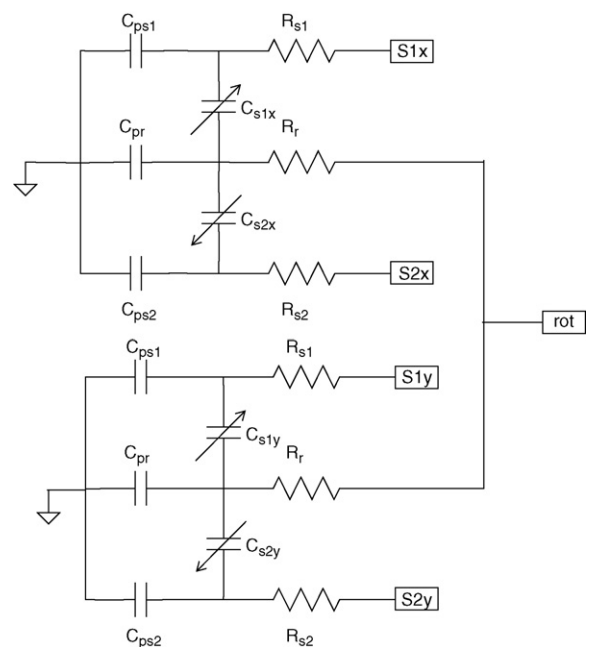 Cps1
Rs1
S1x
Cs1x
Cpr
Rr
Cs2x
S2x
Cps2
Rs2
rot
Cps1
Rs1
S1y
Cs1y
Cpr
Rr
Cs2y
S2y
Cps2
Rs2